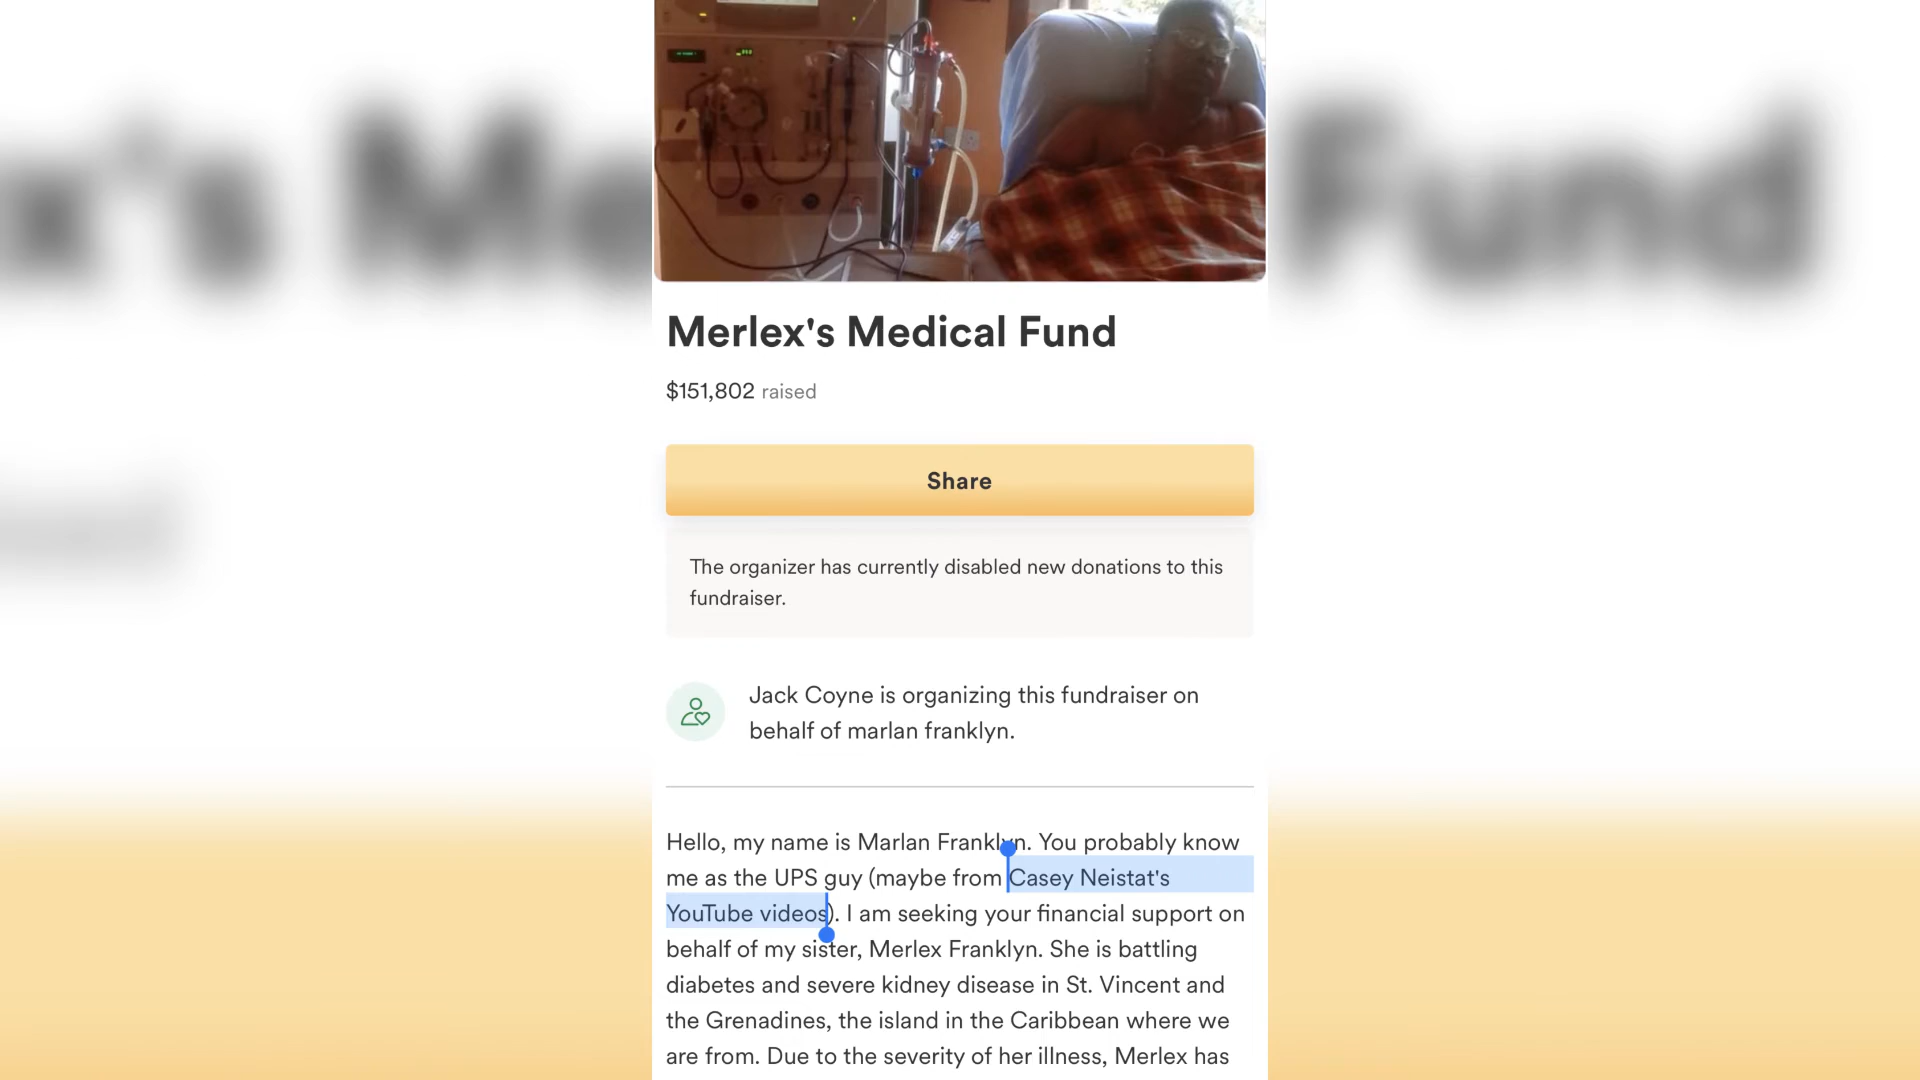 Merlex's Medical Fund
$151,802 raised
Share
The organizer has currently disabled new donations to this
fundraiser.
Jack Coyne is organizing this fundraiser on
behalf of marlan franklyn.
Hello, my name is Marlan Franklyn. You probably know
me as the UPS guy (maybe from Casey Neistat's
YouTube videos). I am seeking your financial support on
behalf of my sister, Merlex Franklyn. She is battling
diabetes and severe kidney disease in St. Vincent and
the Grenadines, the island in the Caribbean where we
are from. Due to the severity of her illness, Merlex has